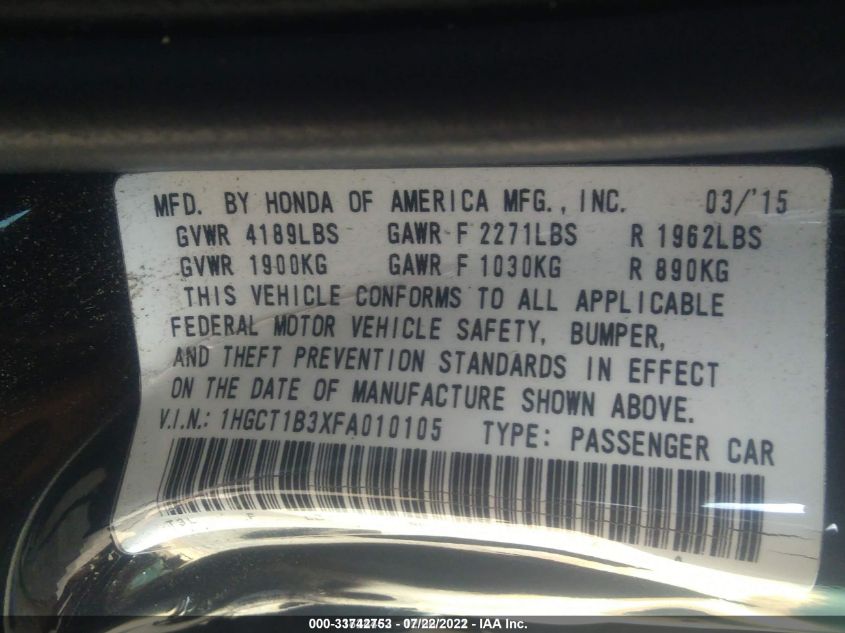 MFD. BY HONDA OF AMERICA MFG., INC. 03/'15
GVWR 4189LBS GAWR F 2271LBS R 1962LBS
GVWR 1900KG GAWR F 1030KG R 890KG
THIS VEHICLE CONFORMS TO ALL APPLICABLE
FEDERAL MOTOR VEHICLE SAFETY, BUMPER,
AND THEFT PREVENTION STANDARDS IN EFFECT
ON THE DATE OF MANUFACTURE SHOWN ABOVE.
V.I.N.: 1HGCT1B3XFA010105 TYPE: PASSENGER CAR
000-33742753 - 07/22/2022 - IAA Inc.